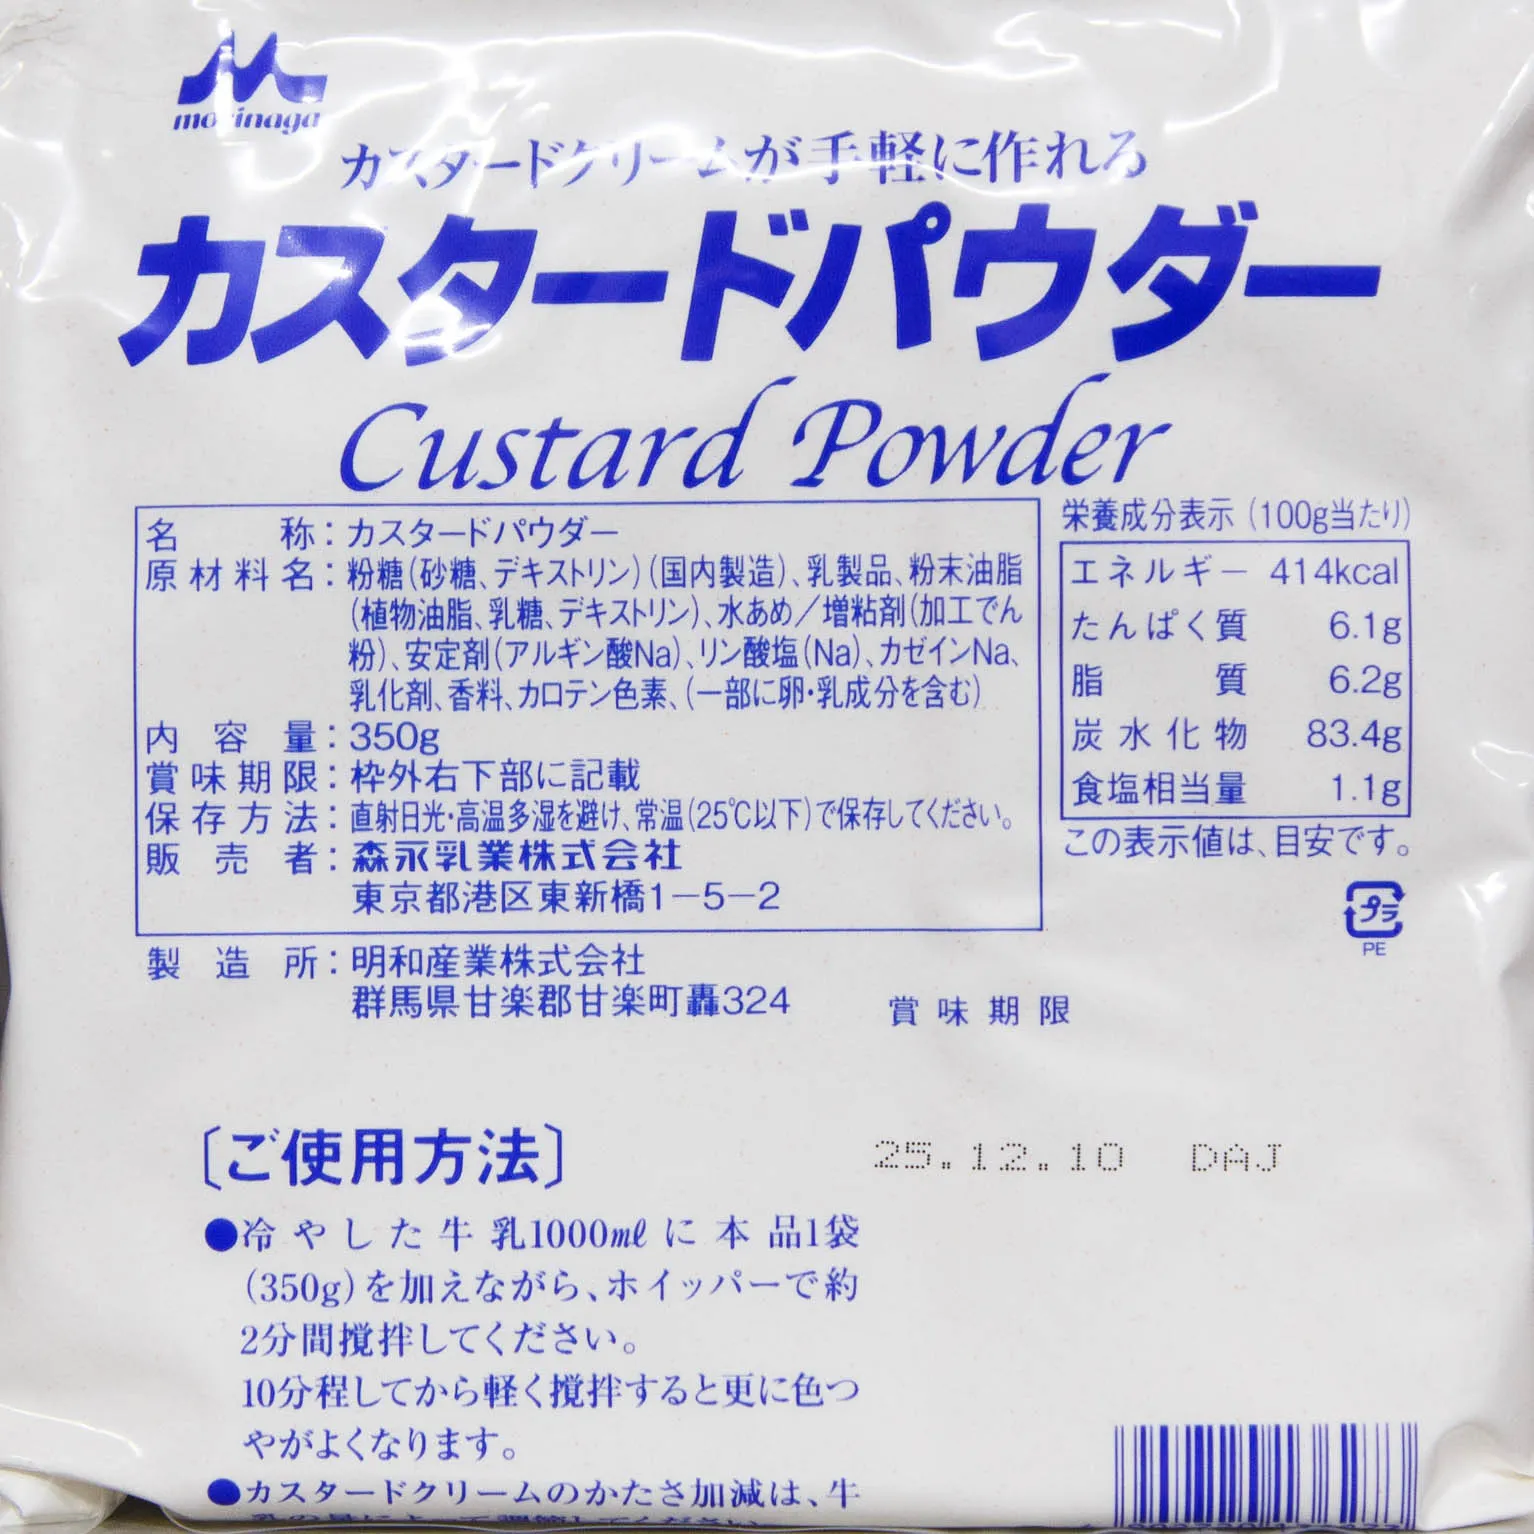 morinaga
カスタードクリームが手軽に作れる
カスタードパウダー
Custard Powder
名称：カスタードパウダー
原材料名：粉糖(砂糖、デキストリン)(国内製造)、乳製品、粉末油脂
(植物油脂、乳糖、デキストリン)、水あめ／増粘剤(加工でん
粉)、安定剤(アルギン酸Na)、リン酸塩(Na)、カゼインNa、
乳化剤、香料、カロテン色素、(一部に卵・乳成分を含む)
内容量：350g
賞味期限：枠外右下部に記載
保存方法：直射日光・高温多湿を避け、常温(25℃以下)で保存してください。
販売者：森永乳業株式会社
東京都港区東新橋1－5－2
製造所：明和産業株式会社
群馬県甘楽郡甘楽町轟324
栄養成分表示(100g当たり)
エネルギー 414kcal
たんぱく質 6.1g
脂質 6.2g
炭水化物 83.4g
食塩相当量 1.1g
この表示値は、目安です。
プラ
PE
賞味期限
25.12.10 DAJ
〔ご使用方法〕
●冷やした牛乳1000mlに本品1袋
(350g)を加えながら、ホイッパーで約
2分間撹拌してください。
10分程してから軽く撹拌すると更に色つ
やがよくなります。
●カスタードクリームのかたさ加減は、牛